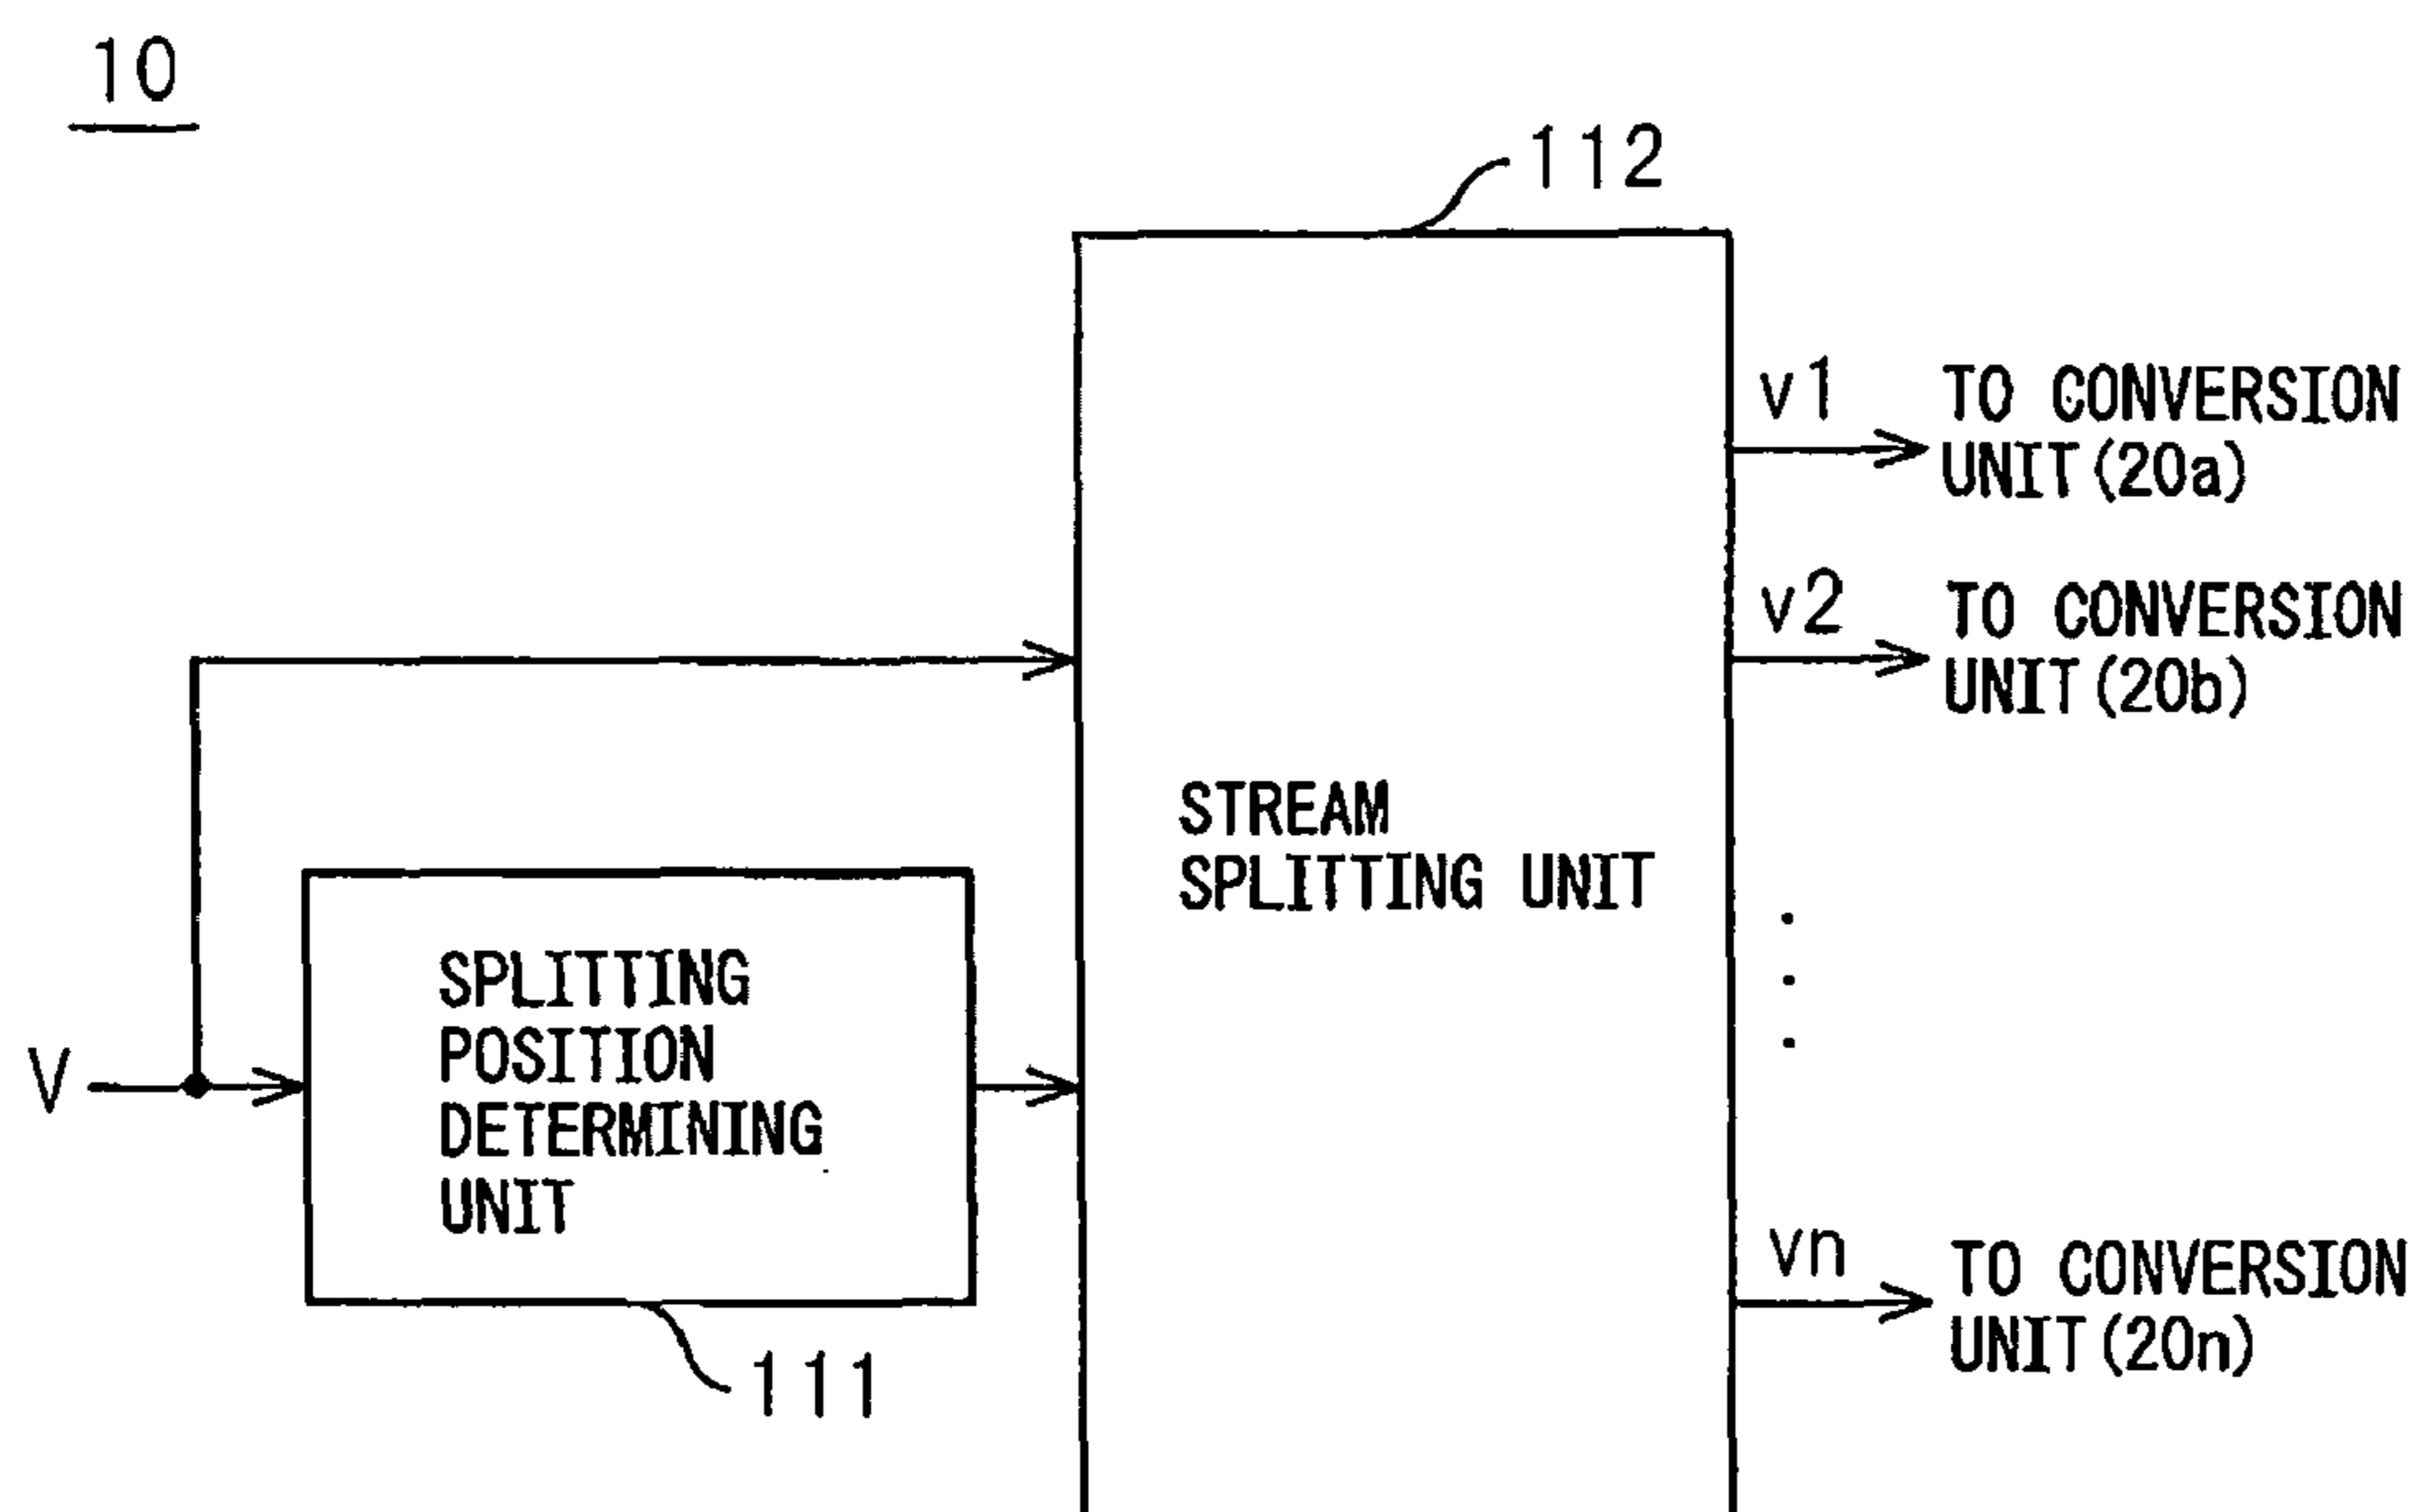 10
112
v1
TO CONVERSION
UNIT(20a)
v2
TO CONVERSION
UNIT(20b)
STREAM
SPLITTING UNIT
SPLITTING
POSITION
DETERMINING
UNIT
V
vn
TO CONVERSION
UNIT(20n)
111